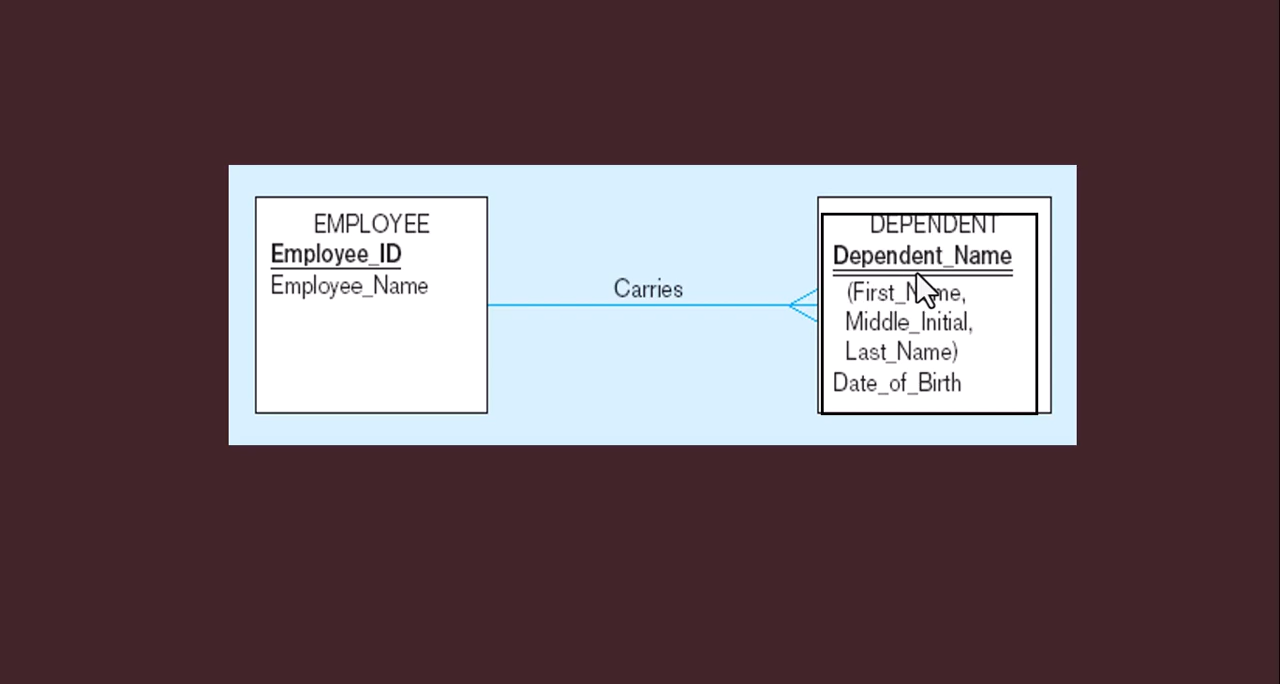 EMPLOYEE
Employee_ID
Employee_Name
Carries
DEPENDENT
Dependent_Name
(First_Name,
Middle_Initial,
Last_Name)
Date_of_Birth